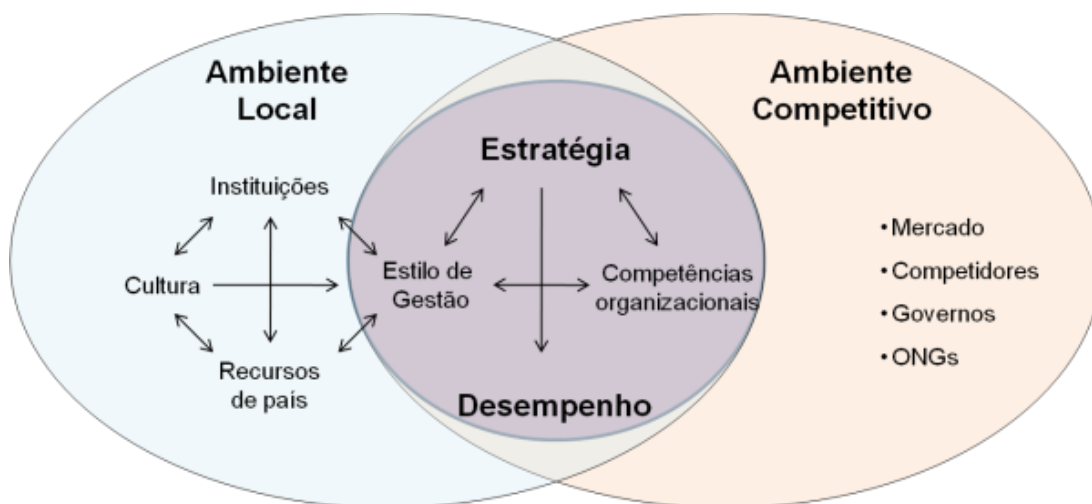 Ambiente
Local
Instituições
Cultura
Recursos
de país
Estratégia
Estilo de
Gestão
Competências
organizacionais
Desempenho
Ambiente
Competitivo
•Mercado
•Competidores
•Governos
•ONGs